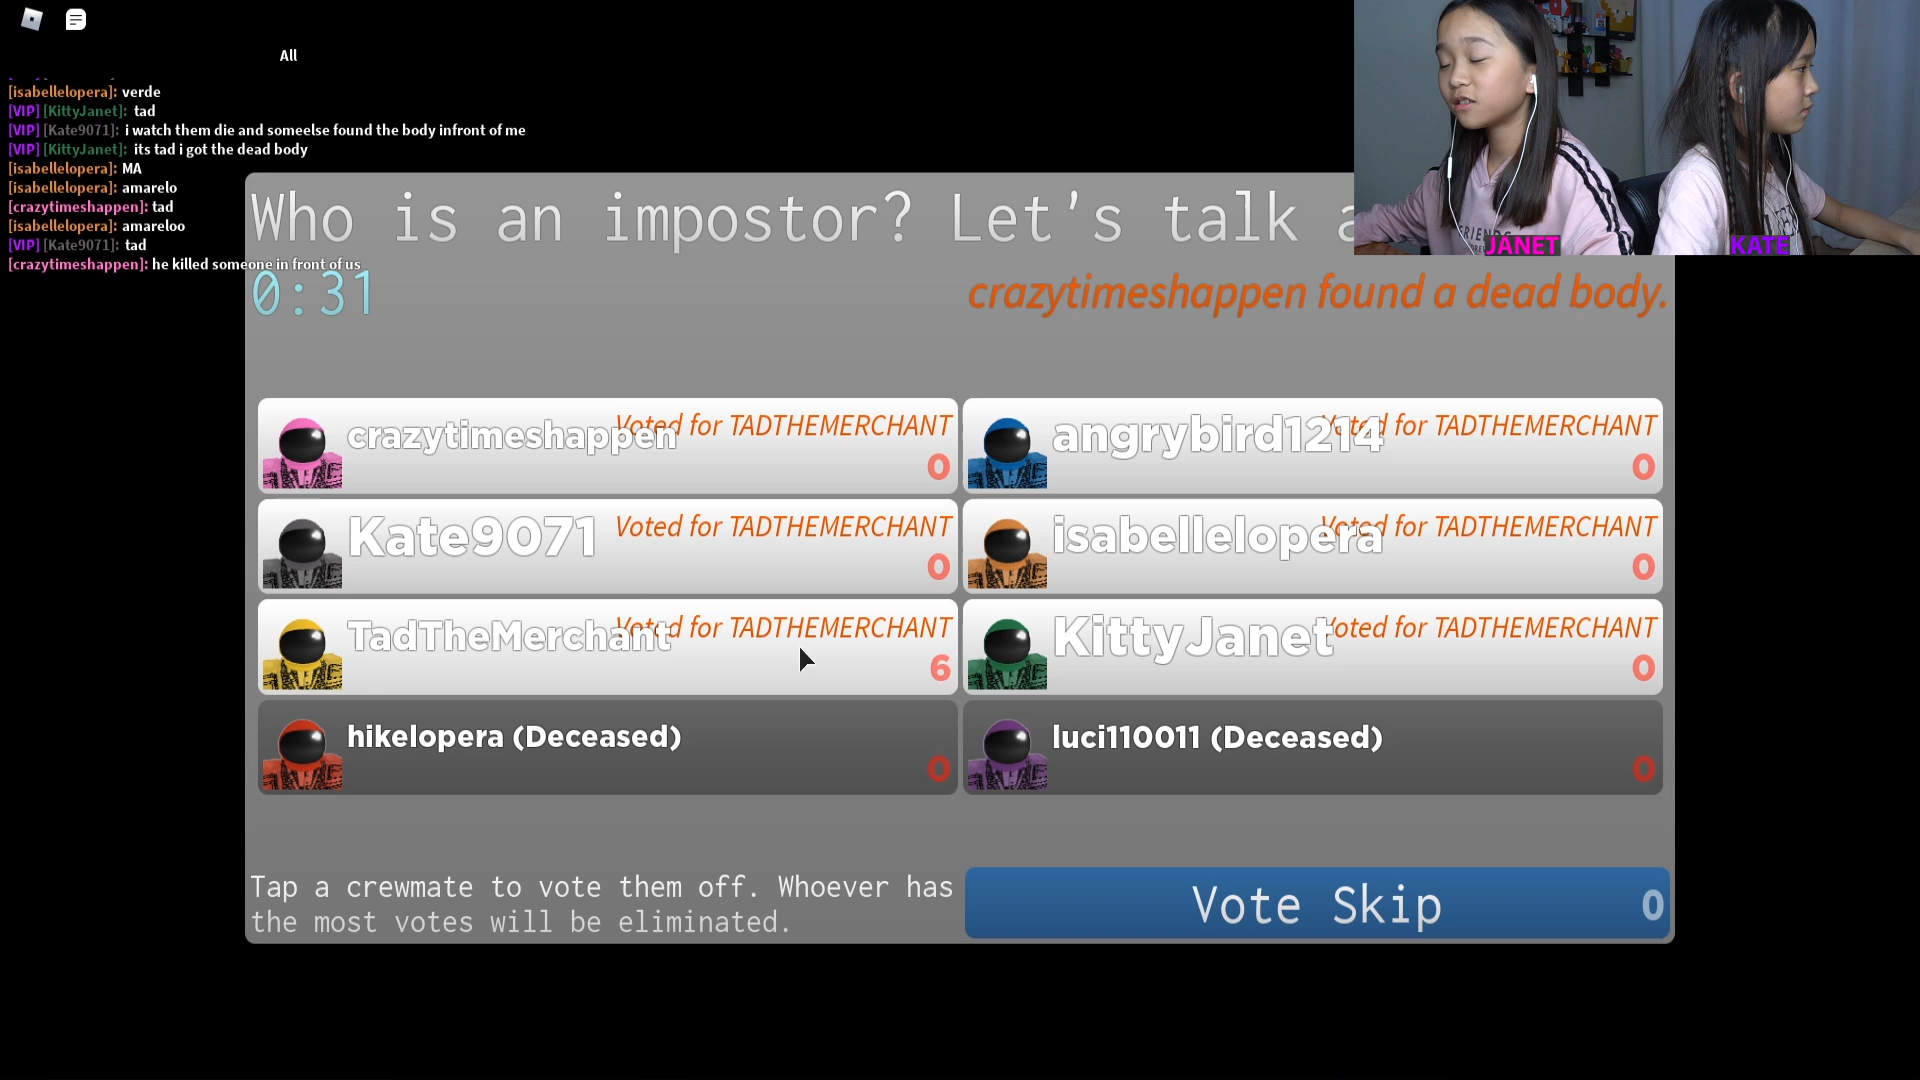 All
[isabellelopera]: verde
[VIP] [KittyJanet]: tad
[VIP] [Kate9071]: i watch them die and someelse found the body infront of me
[VIP] [KittyJanet]: its tad i got the dead body
[isabellelopera]: MA
[isabellelopera]: amarelo
[crazytimeshappen]: tad
[isabellelopera]: amareloo
[VIP] [Kate9071]: tad
[crazytimeshappen]: he killed someone in front of us
JANET
KATE
Who is an impostor? Let's talk a
0:31
crazytimeshappen found a dead body.
crazytimeshappen Voted for TADTHEMERCHANT
0
angrybird1214 Voted for TADTHEMERCHANT
0
Kate9071 Voted for TADTHEMERCHANT
0
isabellelopera Voted for TADTHEMERCHANT
0
TadTheMerchant Voted for TADTHEMERCHANT
6
KittyJanet Voted for TADTHEMERCHANT
0
hikelopera (Deceased)
0
luci110011 (Deceased)
0
Tap a crewmate to vote them off. Whoever has
the most votes will be eliminated.
Vote Skip 0